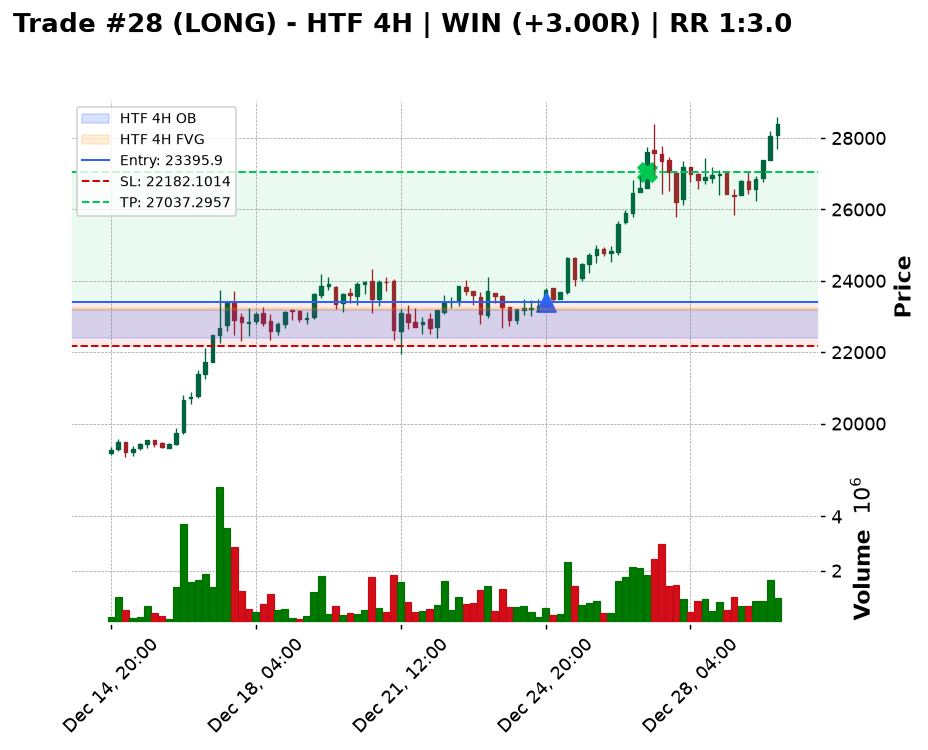 Trade #28 (LONG) - HTF 4H | WIN (+3.00R) | RR 1:3.0
HTF 4H OB
HTF 4H FVG
Entry: 23395.9
SL: 22182.1014
TP: 27037.2957
28000
26000
24000
22000
20000
Price
4
2
Volume 10^6
Dec 14, 20:00
Dec 18, 04:00
Dec 21, 12:00
Dec 24, 20:00
Dec 28, 04:00